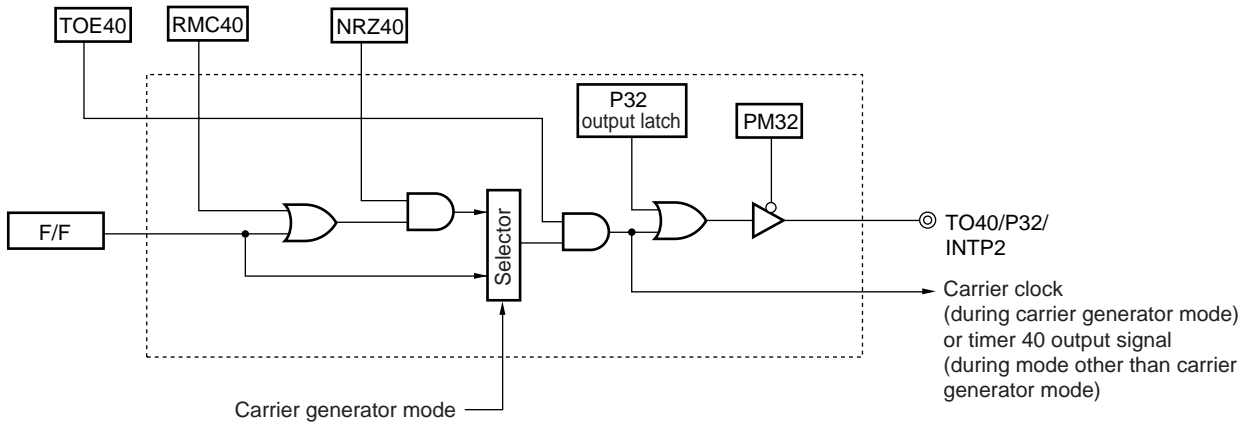 TOE40
RMC40
NRZ40
P32
output latch
PM32
F/F
Selector
TO40/P32/
INTP2
Carrier clock
(during carrier generator mode)
or timer 40 output signal
(during mode other than carrier
generator mode)
Carrier generator mode